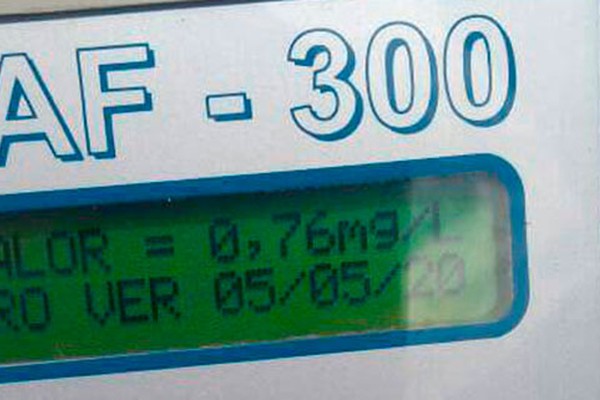 AF - 300
ALOR = 0,76mg/L
RO VER 05/05/20